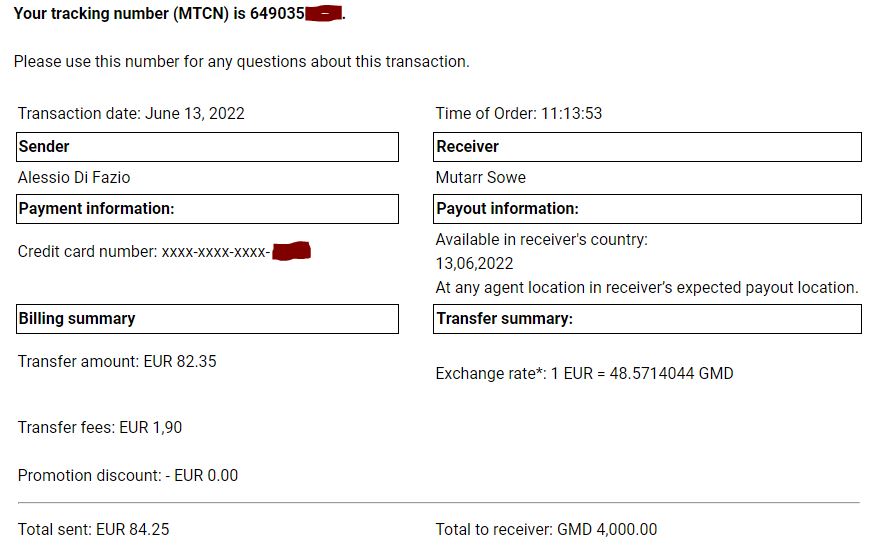 Your tracking number (MTCN) is 649035 .
Please use this number for any questions about this transaction.
Transaction date: June 13, 2022
Time of Order: 11:13:53
Sender
Receiver
Alessio Di Fazio
Mutarr Sowe
Payment information:
Payout information:
Credit card number: xxxx-xxxx-xxxx-
Available in receiver's country:
13,06,2022
At any agent location in receiver's expected payout location.
Billing summary
Transfer summary:
Transfer amount: EUR 82.35
Exchange rate*: 1 EUR = 48.5714044 GMD
Transfer fees: EUR 1,90
Promotion discount: - EUR 0.00
Total sent: EUR 84.25
Total to receiver: GMD 4,000.00